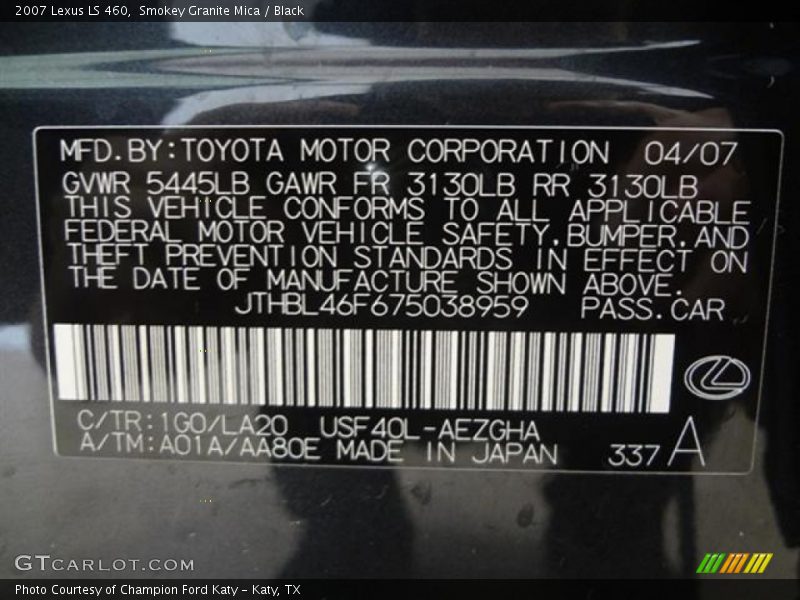 2007 Lexus LS 460, Smokey Granite Mica / Black
MFD.BY:TOYOTA MOTOR CORPORATION 04/07
GVWR 5445LB GAWR FR 3130LB RR 3130LB
THIS VEHICLE CONFORMS TO ALL APPLICABLE
FEDERAL MOTOR VEHICLE SAFETY,BUMPER,AND
THEFT PREVENTION STANDARDS IN EFFECT ON
THE DATE OF MANUFACTURE SHOWN ABOVE.
JTHBL46F675038959 PASS.CAR
C/TR:1G0/LA20 USF40L-AEZGHA
A/TM:A01A/AA80E MADE IN JAPAN 337 A
GTCARLOT.COM
Photo Courtesy of Champion Ford Katy - Katy, TX